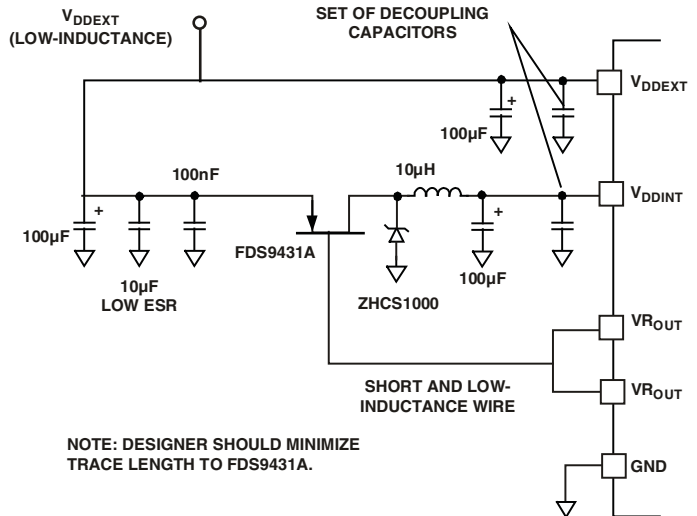 VDDEXT
(LOW-INDUCTANCE)
SET OF DECOUPLING
CAPACITORS
VDDEXT
+
100µF
100nF
10µH
VDDINT
+
100µF
+
FDS9431A
100µF
10µF
LOW ESR
ZHCS1000
VROUT
SHORT AND LOW-
INDUCTANCE WIRE
VROUT
NOTE: DESIGNER SHOULD MINIMIZE
TRACE LENGTH TO FDS9431A.
GND